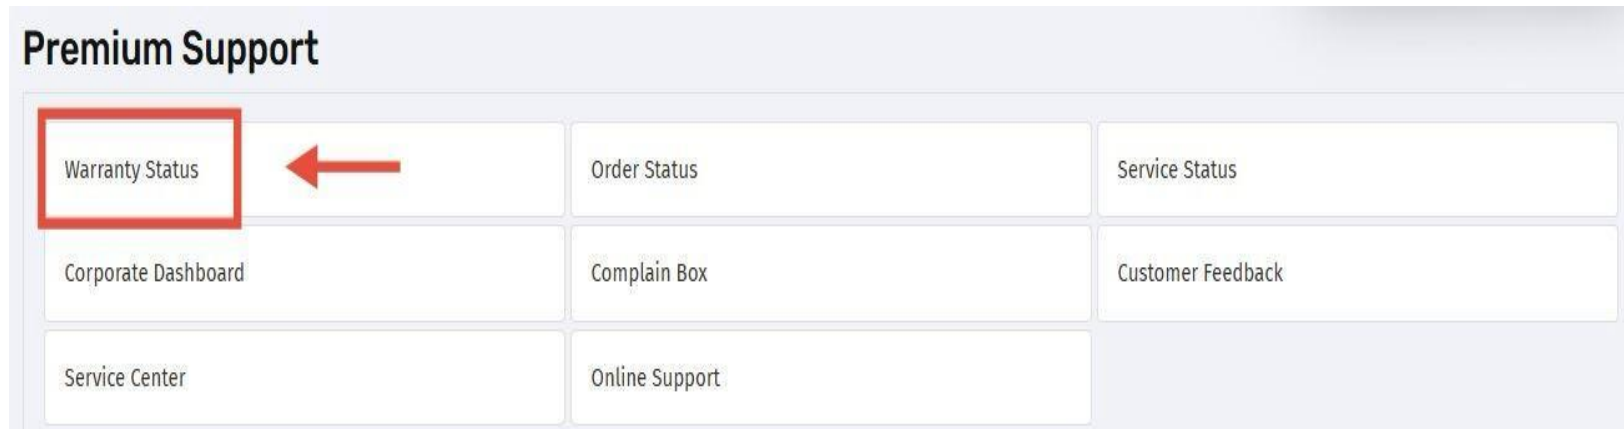 Premium Support
Warranty Status
Order Status
Service Status
Corporate Dashboard
Complain Box
Customer Feedback
Service Center
Online Support